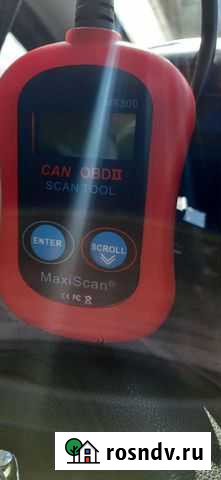 CAN OBDII
SCAN TOOL
ENTER
SCROLL
MaxiScan®
CE FC
rosndv.ru